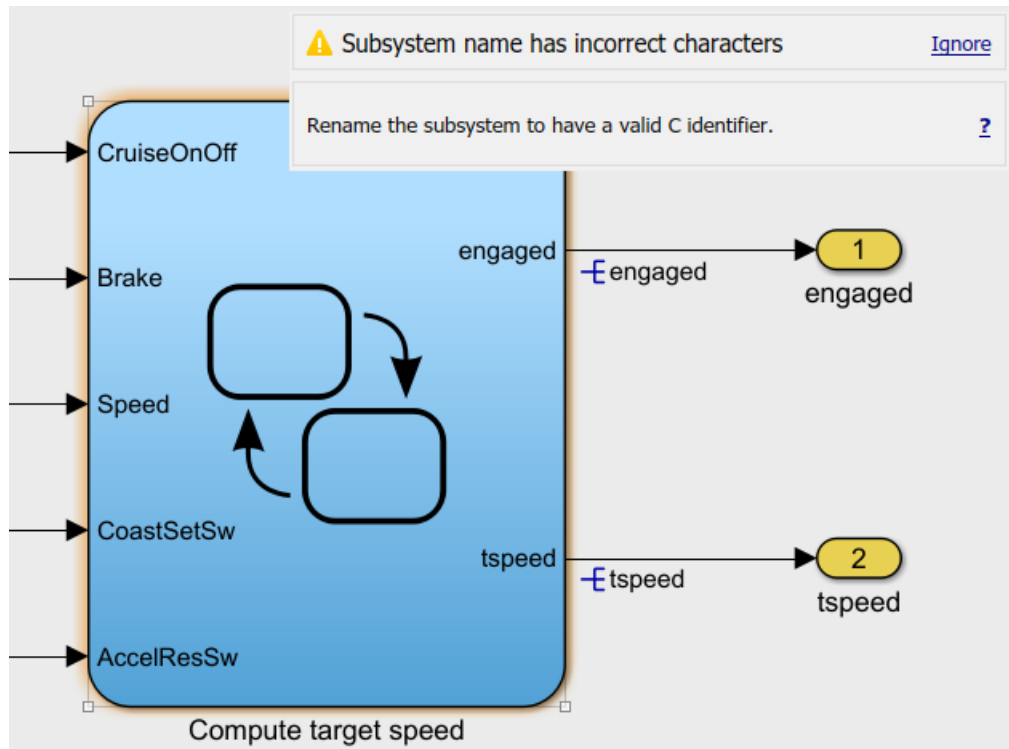 Subsystem name has incorrect characters Ignore
Rename the subsystem to have a valid C identifier. ?
CruiseOnOff
engaged
1
Brake
engaged
engaged
Speed
CoastSetSw
tspeed
2
tspeed
tspeed
AccelResSw
Compute target speed